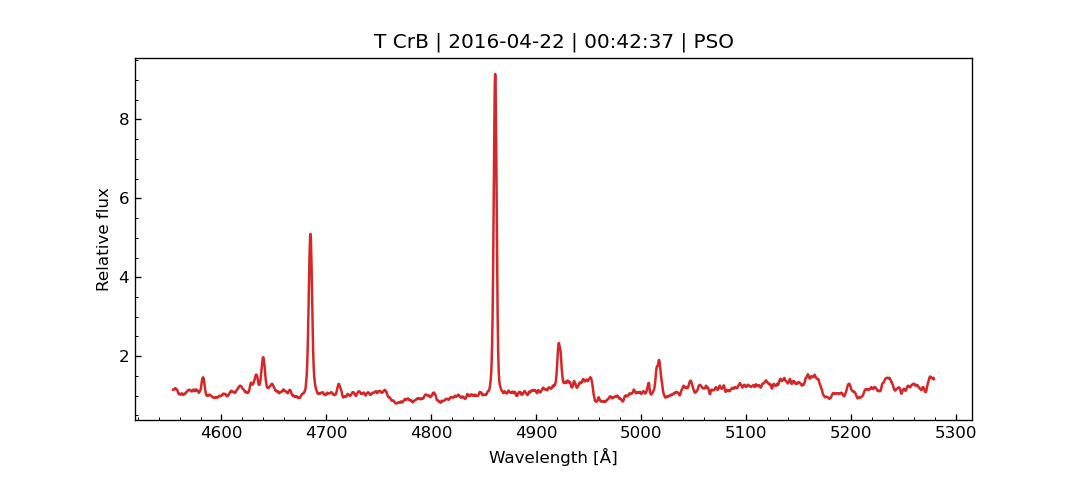 T CrB | 2016-04-22 | 00:42:37 | PSO
Relative flux
8
6
4
2
4600 4700 4800 4900 5000 5100 5200 5300
Wavelength [Å]